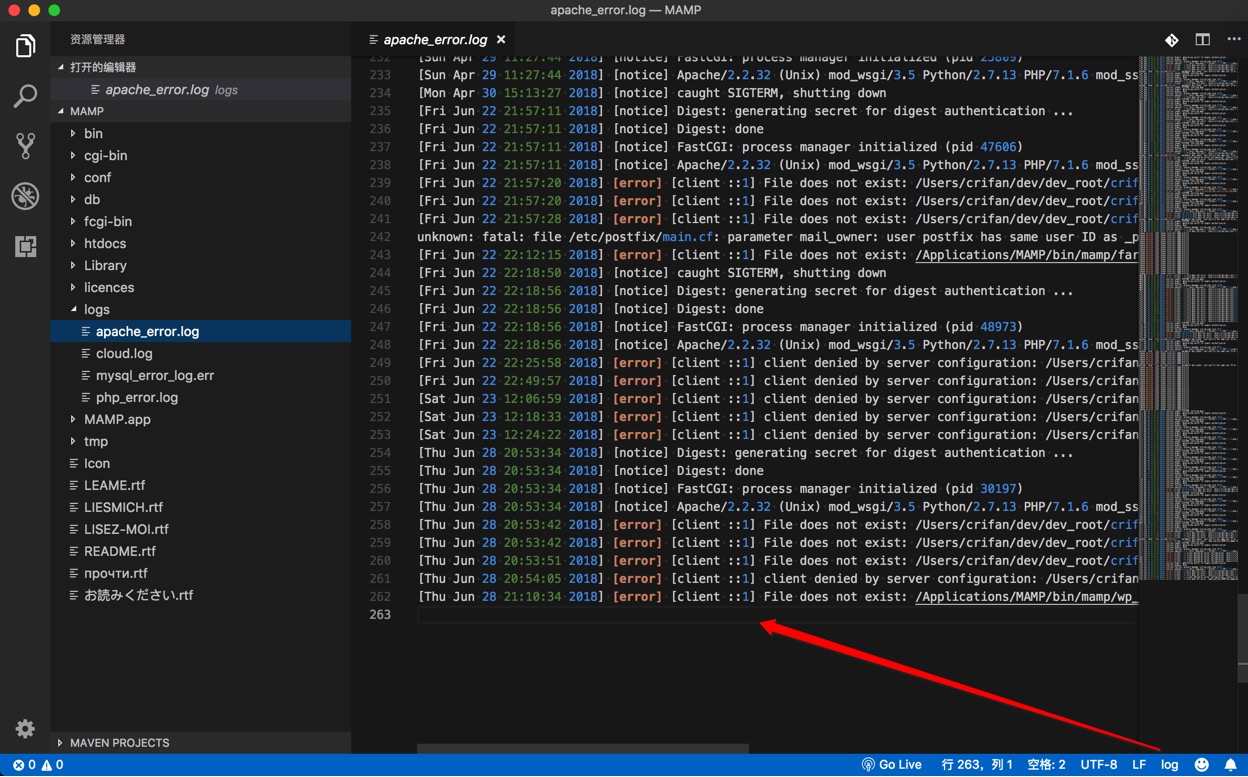 apache_error.log — MAMP
资源管理器
打开的编辑器
apache_error.log logs
MAMP
bin
cgi-bin
conf
db
fcgi-bin
htdocs
Library
licences
logs
apache_error.log
cloud.log
mysql_error_log.err
php_error.log
MAMP.app
tmp
Icon
LEAME.rtf
LIESMICH.rtf
LISEZ-MOI.rtf
README.rtf
прочти.rtf
お読みください.rtf
MAVEN PROJECTS
apache_error.log
232 [Sun Apr 29 11:27:44 2018] [notice] FastCGI: process manager initialized (pid 25809)
233 [Sun Apr 29 11:27:44 2018] [notice] Apache/2.2.32 (Unix) mod_wsgi/3.5 Python/2.7.13 PHP/7.1.6 mod_ss
234 [Mon Apr 30 15:13:27 2018] [notice] caught SIGTERM, shutting down
235 [Fri Jun 22 21:57:11 2018] [notice] Digest: generating secret for digest authentication ...
236 [Fri Jun 22 21:57:11 2018] [notice] Digest: done
237 [Fri Jun 22 21:57:11 2018] [notice] FastCGI: process manager initialized (pid 47606)
238 [Fri Jun 22 21:57:11 2018] [notice] Apache/2.2.32 (Unix) mod_wsgi/3.5 Python/2.7.13 PHP/7.1.6 mod_ss
239 [Fri Jun 22 21:57:20 2018] [error] [client ::1] File does not exist: /Users/crifan/dev/dev_root/crif
240 [Fri Jun 22 21:57:20 2018] [error] [client ::1] File does not exist: /Users/crifan/dev/dev_root/crif
241 [Fri Jun 22 21:57:28 2018] [error] [client ::1] File does not exist: /Users/crifan/dev/dev_root/crif
242 unknown: fatal: file /etc/postfix/main.cf: parameter mail_owner: user postfix has same user ID as _p
243 [Fri Jun 22 22:12:15 2018] [error] [client ::1] File does not exist: /Applications/MAMP/bin/mamp/far
244 [Fri Jun 22 22:18:50 2018] [notice] caught SIGTERM, shutting down
245 [Fri Jun 22 22:18:56 2018] [notice] Digest: generating secret for digest authentication ...
246 [Fri Jun 22 22:18:56 2018] [notice] Digest: done
247 [Fri Jun 22 22:18:56 2018] [notice] FastCGI: process manager initialized (pid 48973)
248 [Fri Jun 22 22:18:56 2018] [notice] Apache/2.2.32 (Unix) mod_wsgi/3.5 Python/2.7.13 PHP/7.1.6 mod_ss
249 [Fri Jun 22 22:25:58 2018] [error] [client ::1] client denied by server configuration: /Users/crifan
250 [Fri Jun 22 22:49:57 2018] [error] [client ::1] client denied by server configuration: /Users/crifan
251 [Sat Jun 23 12:06:59 2018] [error] [client ::1] client denied by server configuration: /Users/crifan
252 [Sat Jun 23 12:18:33 2018] [error] [client ::1] client denied by server configuration: /Users/crifan
253 [Sat Jun 23 12:24:22 2018] [error] [client ::1] client denied by server configuration: /Users/crifan
254 [Thu Jun 28 20:53:34 2018] [notice] Digest: generating secret for digest authentication ...
255 [Thu Jun 28 20:53:34 2018] [notice] Digest: done
256 [Thu Jun 28 20:53:34 2018] [notice] FastCGI: process manager initialized (pid 30197)
257 [Thu Jun 28 20:53:34 2018] [notice] Apache/2.2.32 (Unix) mod_wsgi/3.5 Python/2.7.13 PHP/7.1.6 mod_ss
258 [Thu Jun 28 20:53:42 2018] [error] [client ::1] File does not exist: /Users/crifan/dev/dev_root/crif
259 [Thu Jun 28 20:53:42 2018] [error] [client ::1] File does not exist: /Users/crifan/dev/dev_root/crif
260 [Thu Jun 28 20:53:51 2018] [error] [client ::1] File does not exist: /Users/crifan/dev/dev_root/crif
261 [Thu Jun 28 20:54:05 2018] [error] [client ::1] client denied by server configuration: /Users/crifan
262 [Thu Jun 28 21:10:34 2018] [error] [client ::1] File does not exist: /Applications/MAMP/bin/mamp/wp_
263
0 0 Go Live 行 263，列 1 空格: 2 UTF-8 LF log